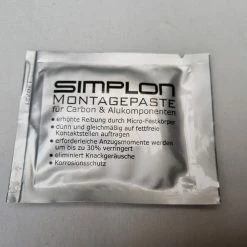 SIMPLON
MONTAGEPASTE
für Carbon & Alukomponenten
• erhöhte Reibung durch Micro-Festkörper
• dünn und gleichmäßig auf fettfreie
Kontaktstellen auftragen
• erforderleiche Anzugsmomente werden
um bis zu 30% verringert
• eliminiert Knackgeräusche
• Korrosionsschutz